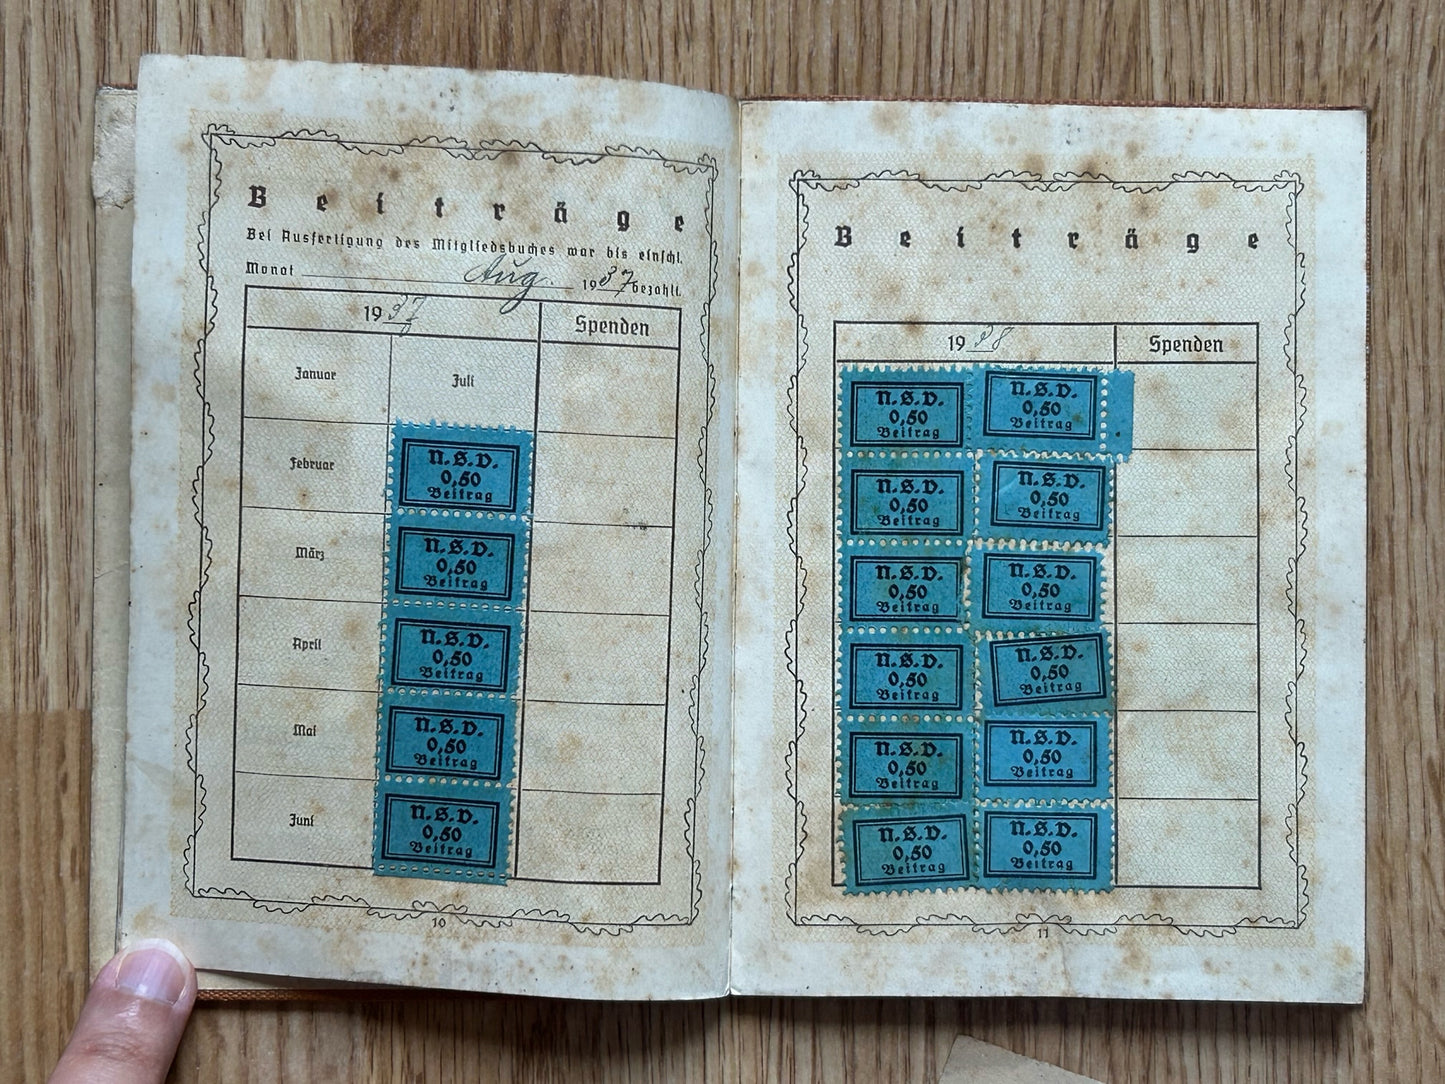 Beiträge
Bei Ausfertigung des Mitgliedsbuches war bis einschl.
Monat Aug. 1937 bezahlt.
1937 Spenden
Januar Juli
Februar
N.S.V.
0,50
Beitrag
März
N.S.V.
0,50
Beitrag
April
N.S.V.
0,50
Beitrag
Mai
N.S.V.
0,50
Beitrag
Juni
N.S.V.
0,50
Beitrag
10
Beiträge
1938 Spenden
N.S.V. N.S.V.
0,50 0,50
Beitrag Beitrag
N.S.V. N.S.V.
0,50 0,50
Beitrag Beitrag
N.S.V. N.S.V.
0,50 0,50
Beitrag Beitrag
N.S.V. N.S.V.
0,50 0,50
Beitrag Beitrag
N.S.V. N.S.V.
0,50 0,50
Beitrag Beitrag
N.S.V. N.S.V.
0,50 0,50
Beitrag Beitrag
11